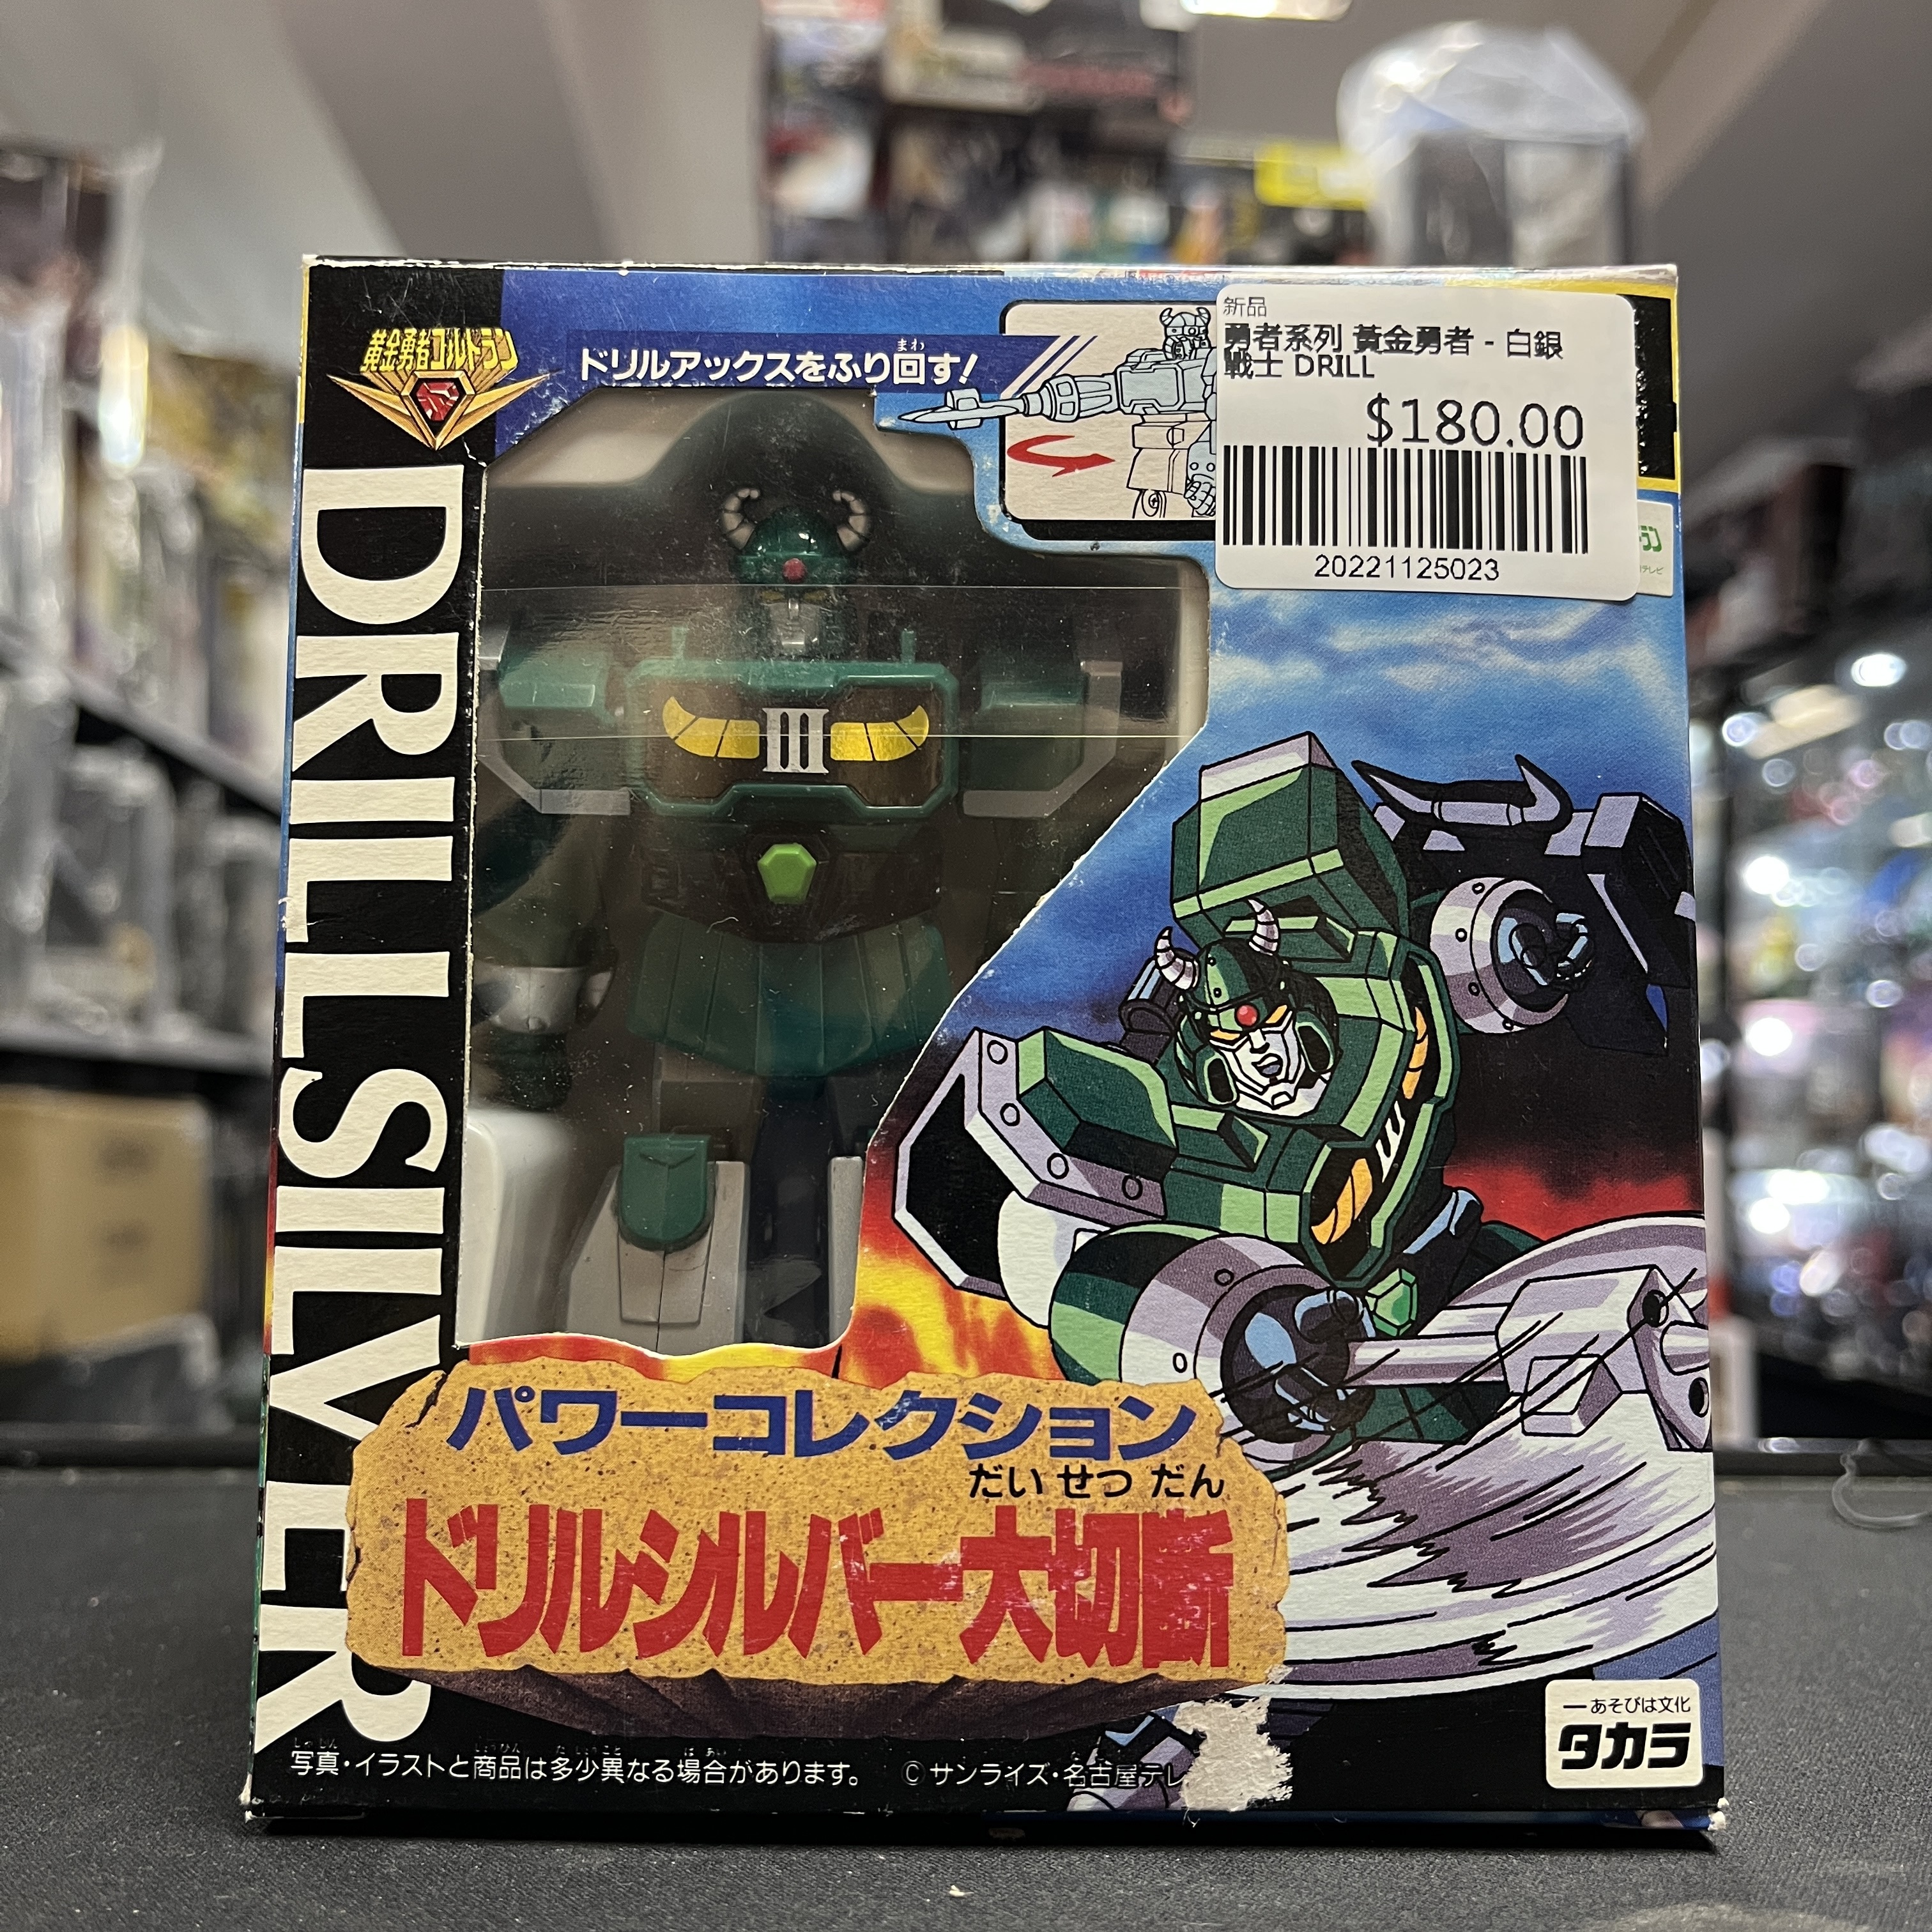 黄金勇者ゴルドラン
まわ
ドリルアックスをふり回す!
新品
勇者系列 黃金勇者 - 白銀
戰士 DRILL
$180.00
20221125023
DRILLSILVER
III
パワーコレクション
だい せつ だん
ドリルシルバー大切断
写真・イラストと商品は多少異なる場合があります。
©サンライズ・名古屋テレ
ーあそびは文化
タカラ